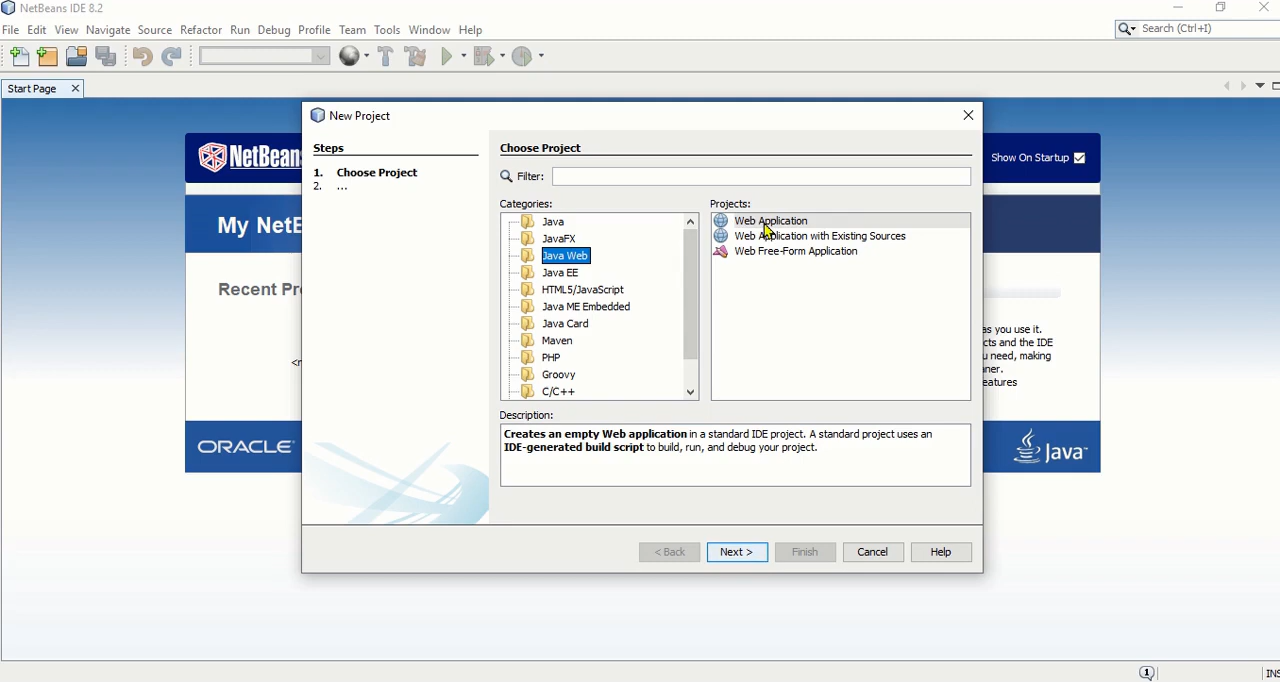 NetBeans IDE 8.2
File Edit View Navigate Source Refactor Run Debug Profile Team Tools Window Help
Search (Ctrl+I)
Start Page
New Project
Steps
1. Choose Project
2. ...
Choose Project
Filter:
Categories:
Java
JavaFX
Java Web
Java EE
HTML5/JavaScript
Java ME Embedded
Java Card
Maven
PHP
Groovy
C/C++
Projects:
Web Application
Web Application with Existing Sources
Web Free-Form Application
Description:
Creates an empty Web application in a standard IDE project. A standard project uses an
IDE-generated build script to build, run, and debug your project.
< Back
Next >
Finish
Cancel
Help
NetBeans
Show On Startup
My NetB
Recent Pr
<n
as you use it.
cts and the IDE
u need, making
ner.
eatures
ORACLE
Java
1
INS